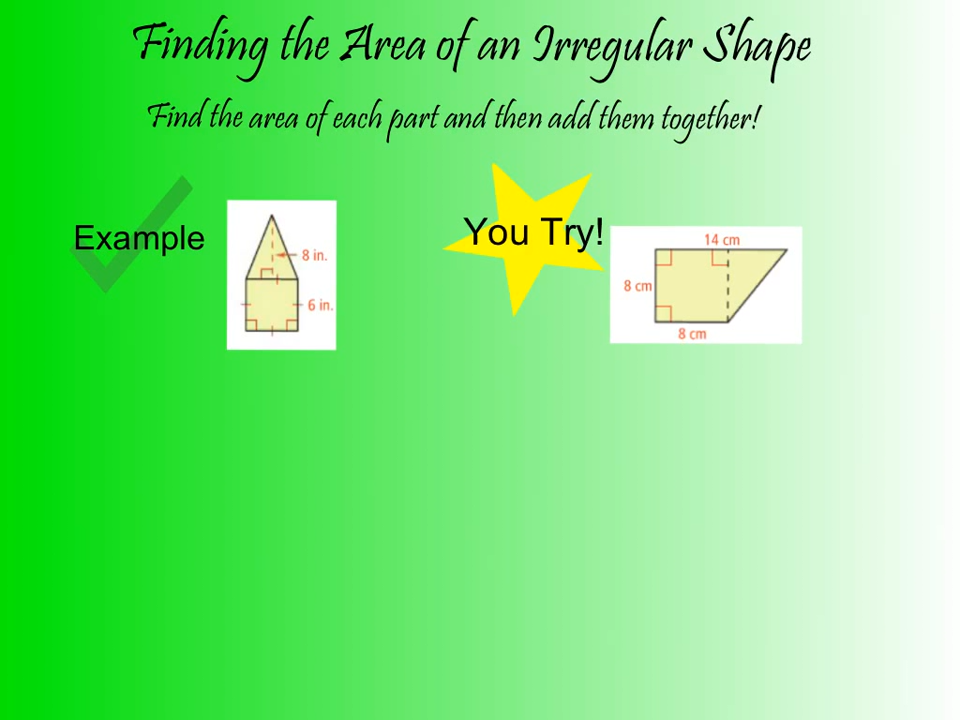 Finding the Area of an Irregular Shape
Find the area of each part and then add them together!
Example
8 in.
6 in.
You Try!
14 cm
8 cm
8 cm